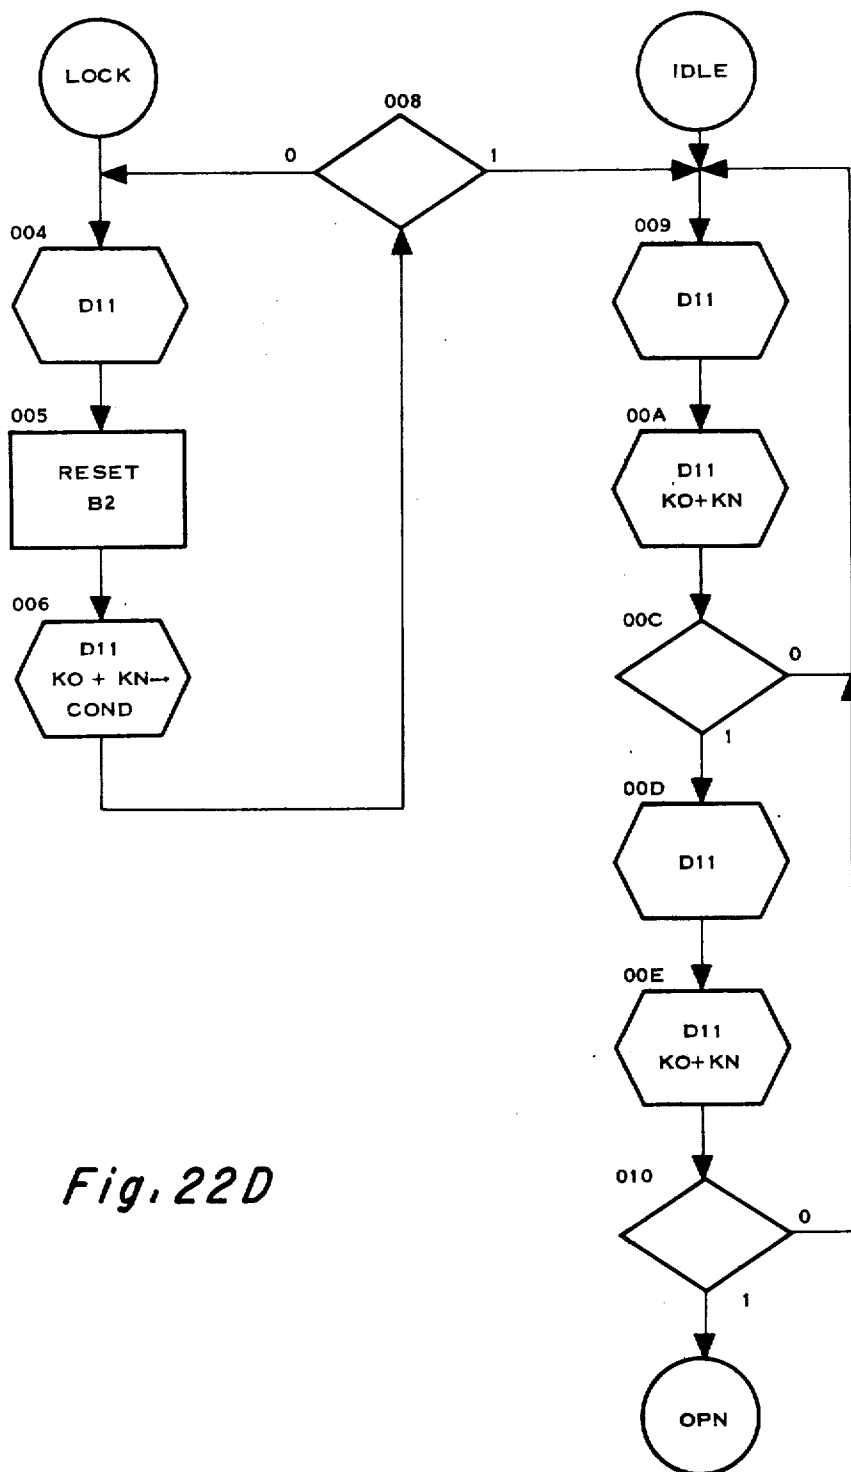 LOCK
IDLE
008
0
1
004
D11
009
D11
005
RESET
B2
00A
D11
KO+KN
006
D11
KO + KN→
COND
00C
0
1
00D
D11
00E
D11
KO+KN
010
0
1
OPN
Fig. 22D